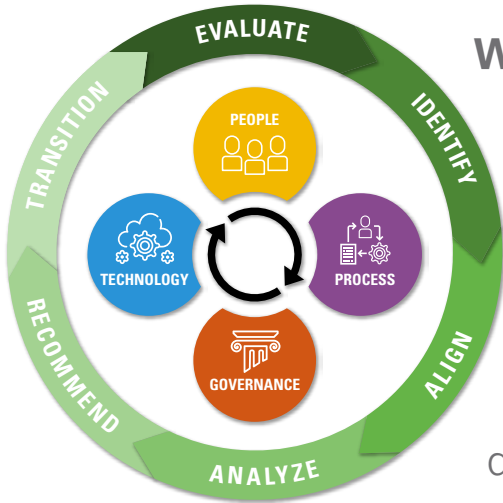 EVALUATE
IDENTIFY
ALIGN
ANALYZE
RECOMMEND
TRANSITION
PEOPLE
PROCESS
GOVERNANCE
TECHNOLOGY